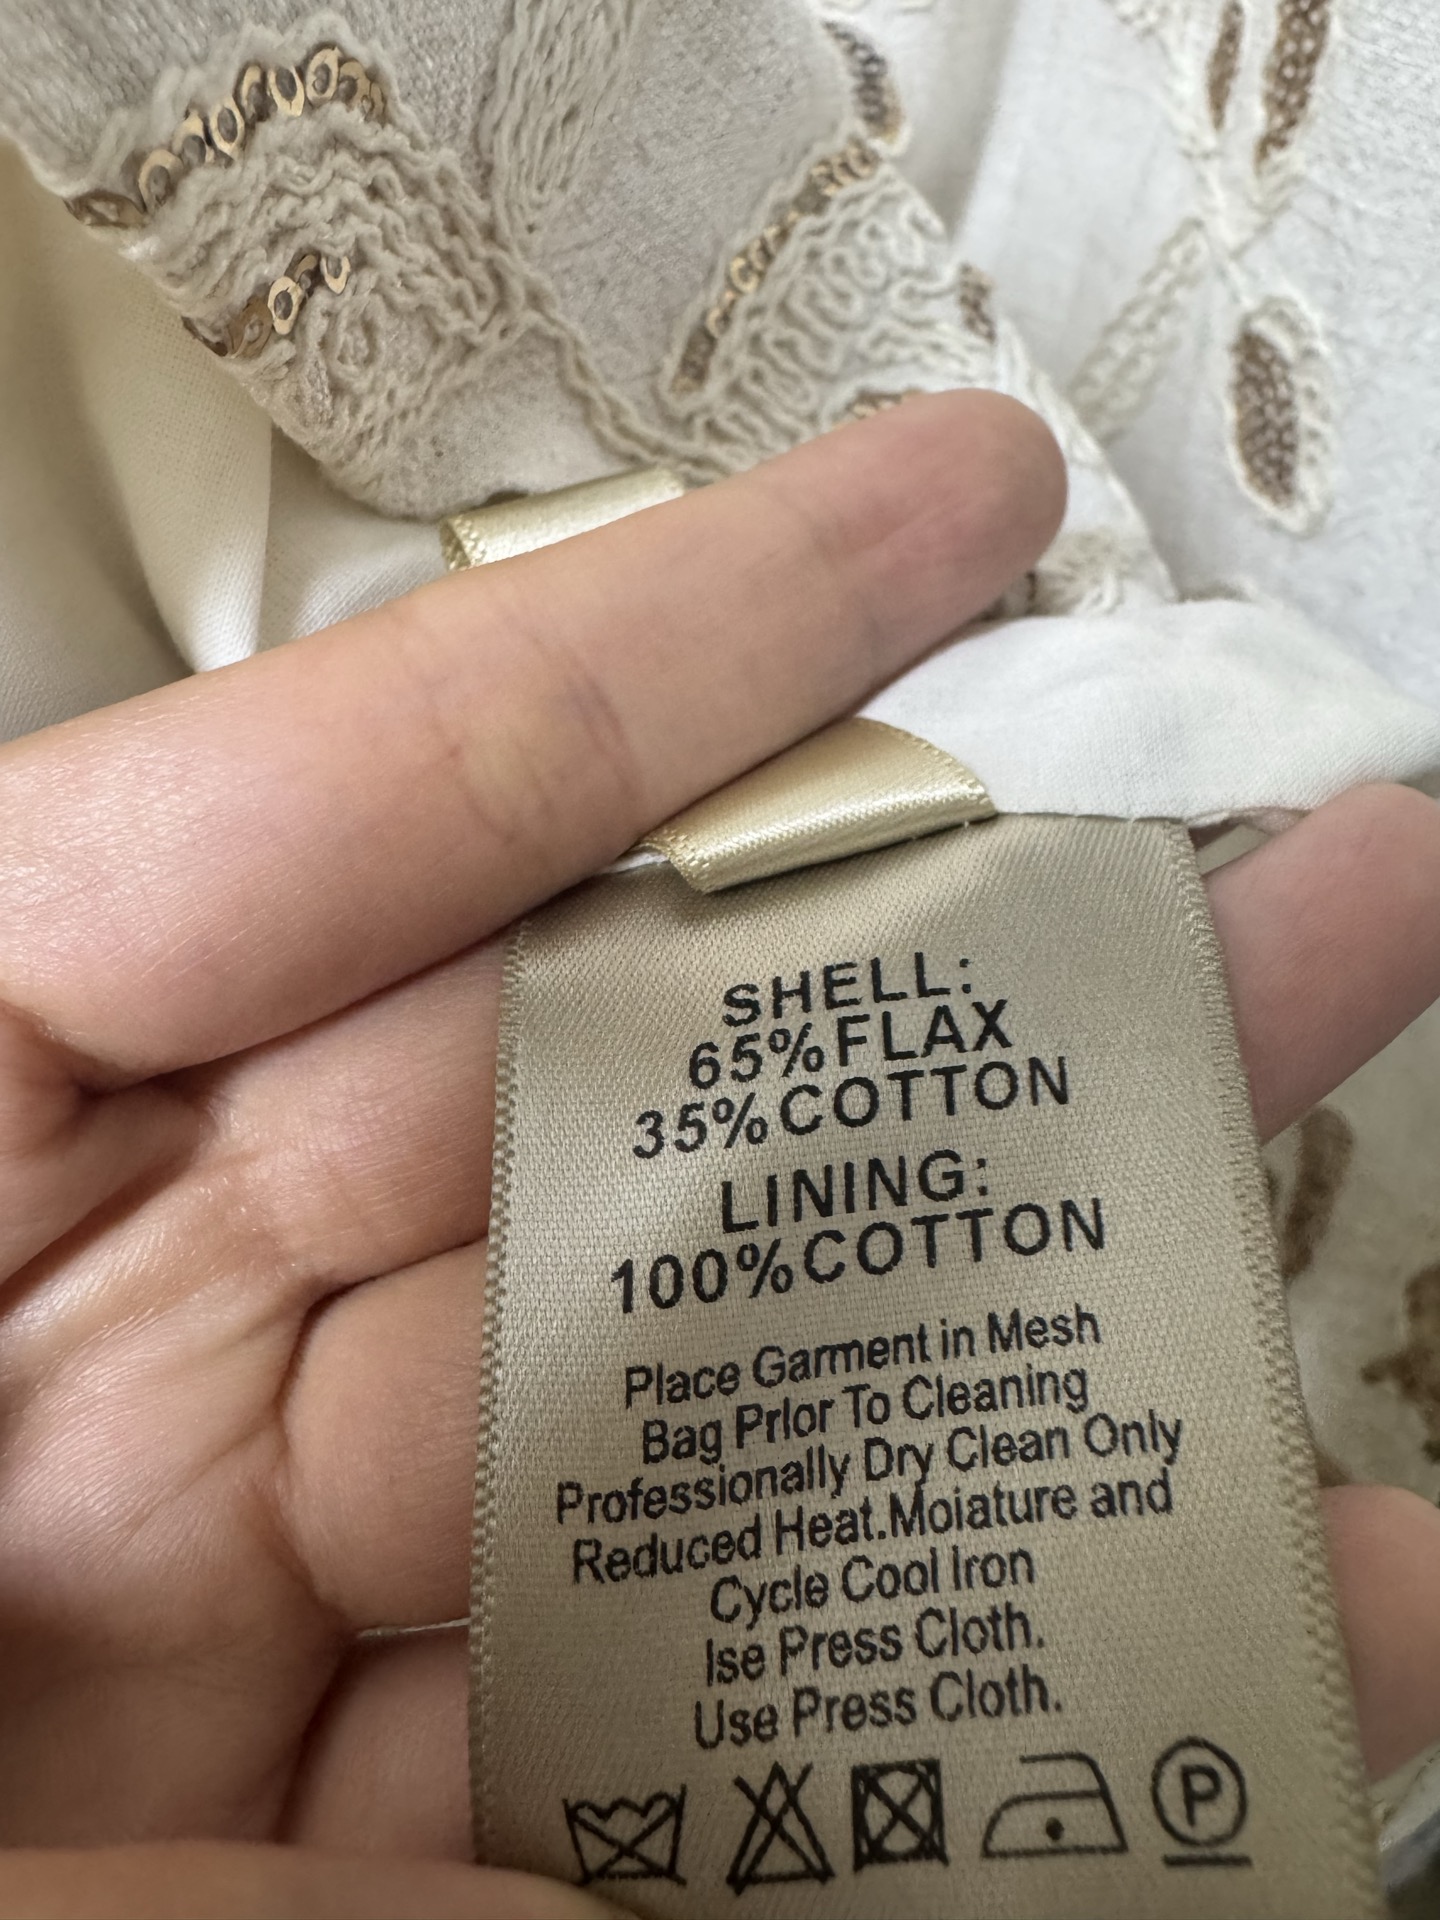 SHELL:
65%FLAX
35%COTTON
LINING:
100%COTTON
Place Garment in Mesh
Bag PrIor To Cleaning
Professionally Dry Clean Only
Reduced Heat.Moiature and
Cycle Cool Iron
Ise Press Cloth.
Use Press Cloth.
P